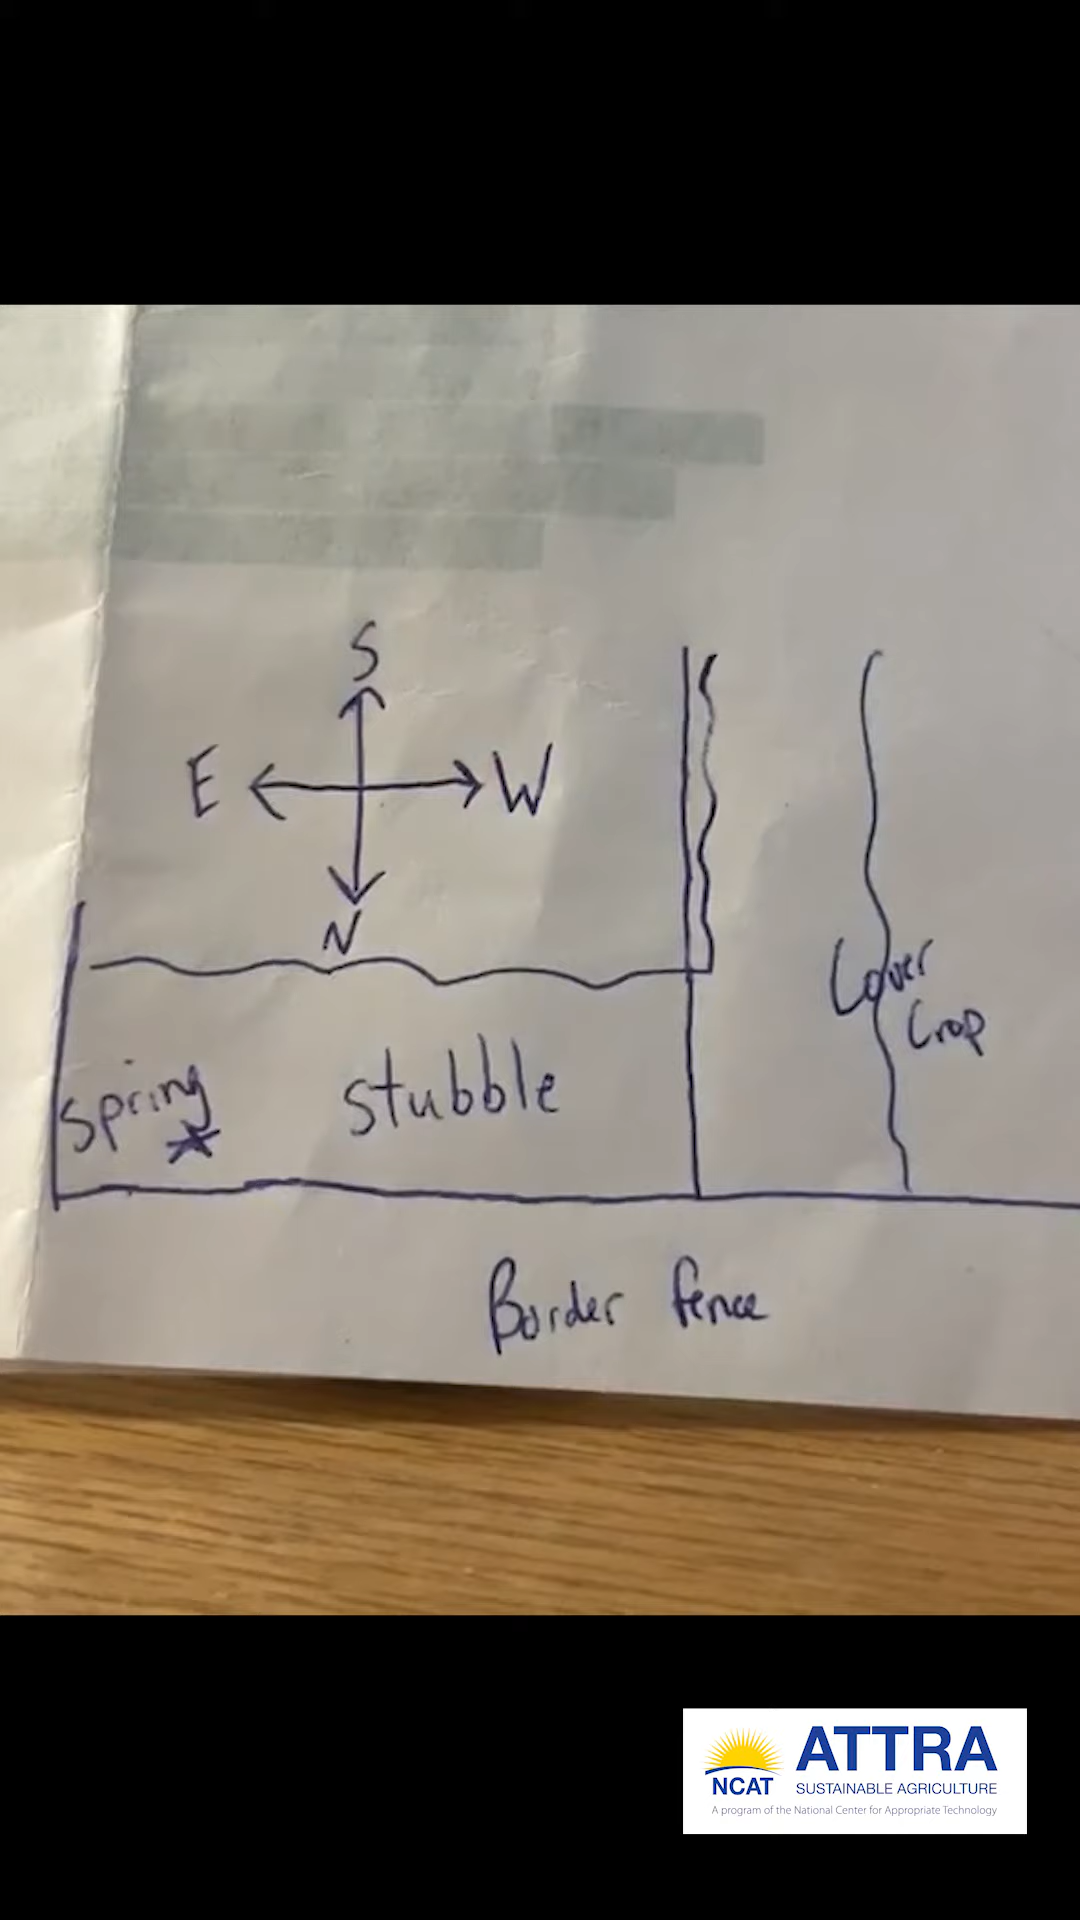 S
E W
N
Cover
Crop
spring
stubble
Border fence
NCAT
ATTRA
SUSTAINABLE AGRICULTURE
A program of the National Center for Appropriate Technology